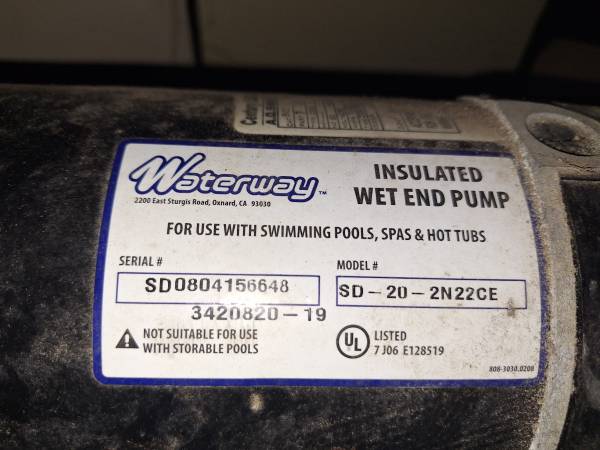 Waterway™
2200 East Sturgis Road, Oxnard, CA 93030
INSULATED
WET END PUMP
FOR USE WITH SWIMMING POOLS, SPAS & HOT TUBS
SERIAL #
SD0804156648
3420820-19
MODEL #
SD-20-2N22CE
NOT SUITABLE FOR USE
WITH STORABLE POOLS
UL
LISTED
7J06 E128519
808-3030.0208